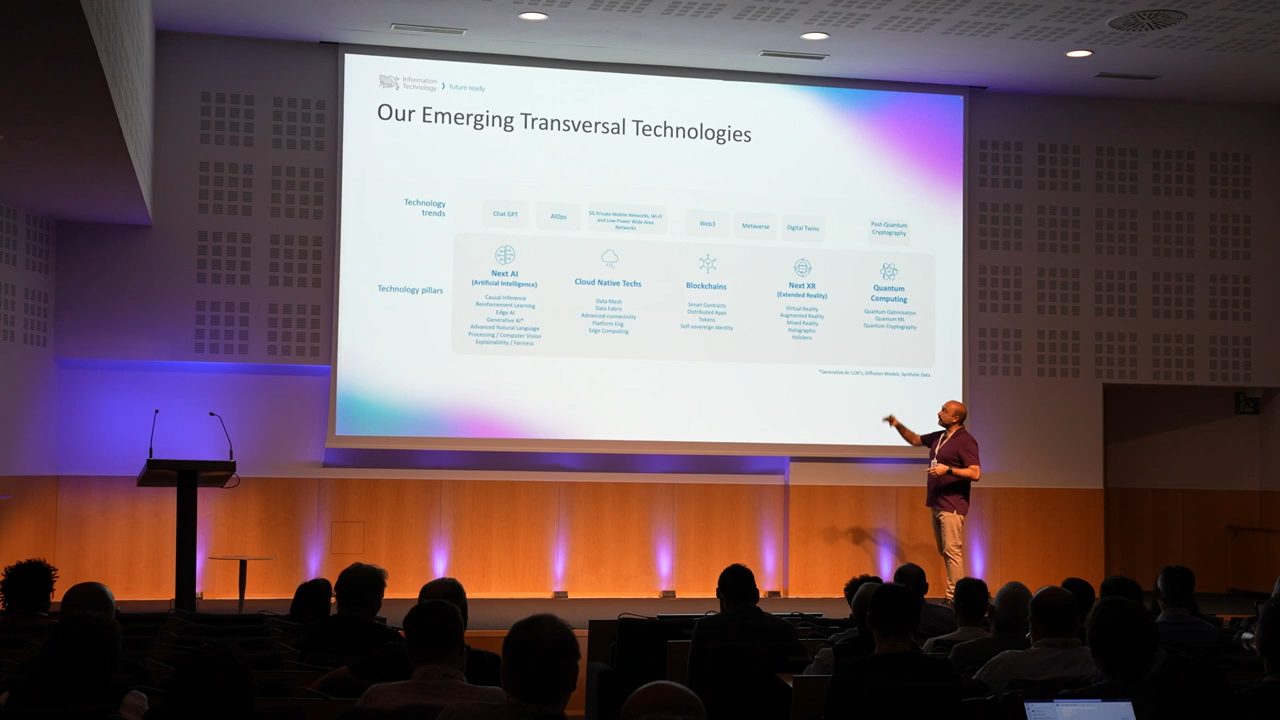 Information
Technology
future ready
Our Emerging Transversal Technologies
Technology
trends
Chat GPT
AIOps
5G Private Mobile Networks, Wi-Fi
and Low Power Wide Area
Networks
Web3
Metaverse
Digital Twins
Post-Quantum
Cryptography
Technology pillars
Next AI
(Artificial Intelligence)
Causal Inference
Reinforcement Learning
Edge AI
Generative AI*
Advanced Natural Language
Processing / Computer Vision
Explainability / Fairness
Cloud Native Techs
Data Mesh
Data Fabric
Advanced connectivity
Platform Eng.
Edge Computing
Blockchains
Smart Contracts
Distributed Apps
Tokens
Self sovereign identity
Next XR
(Extended Reality)
Virtual Reality
Augmented Reality
Mixed Reality
Holographic
Hololens
Quantum
Computing
Quantum Optimisation
Quantum ML
Quantum Cryptography
*Generative AI: LLM's, Diffusion Models, Synthetic Data